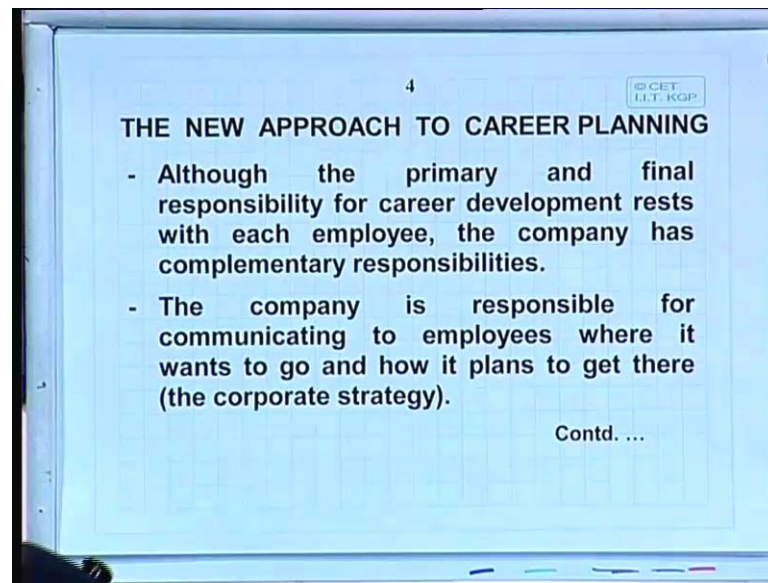 4
© CET
I.I.T. KGP
THE NEW APPROACH TO CAREER PLANNING
- Although the primary and final
responsibility for career development rests
with each employee, the company has
complementary responsibilities.
- The company is responsible for
communicating to employees where it
wants to go and how it plans to get there
(the corporate strategy).
Contd. ...